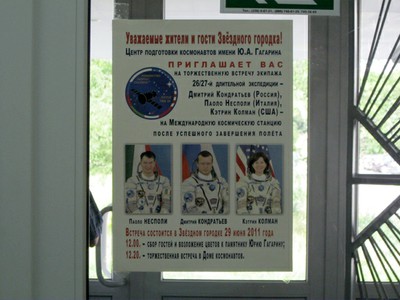 Уважаемые жители и гости Звёздного городка!
Центр подготовки космонавтов имени Ю.А. Гагарина
ПРИГЛАШАЕТ ВАС
на торжественную встречу экипажа
26/27-й длительной экспедиции –
Дмитрий Кондратьев (Россия),
Паоло Несполи (Италия),
Кэтрин Колман (США) –
на Международную космическую станцию
после успешного завершения полёта
Паоло Несполи
Дмитрий Кондратьев
Кэтрин Колман
Встреча состоится в Звёздном городке 29 июня 2011 года
12.00. – сбор гостей и возложение цветов к памятнику Юрию Гагарину;
12.20. – торжественная встреча в Доме космонавтов.